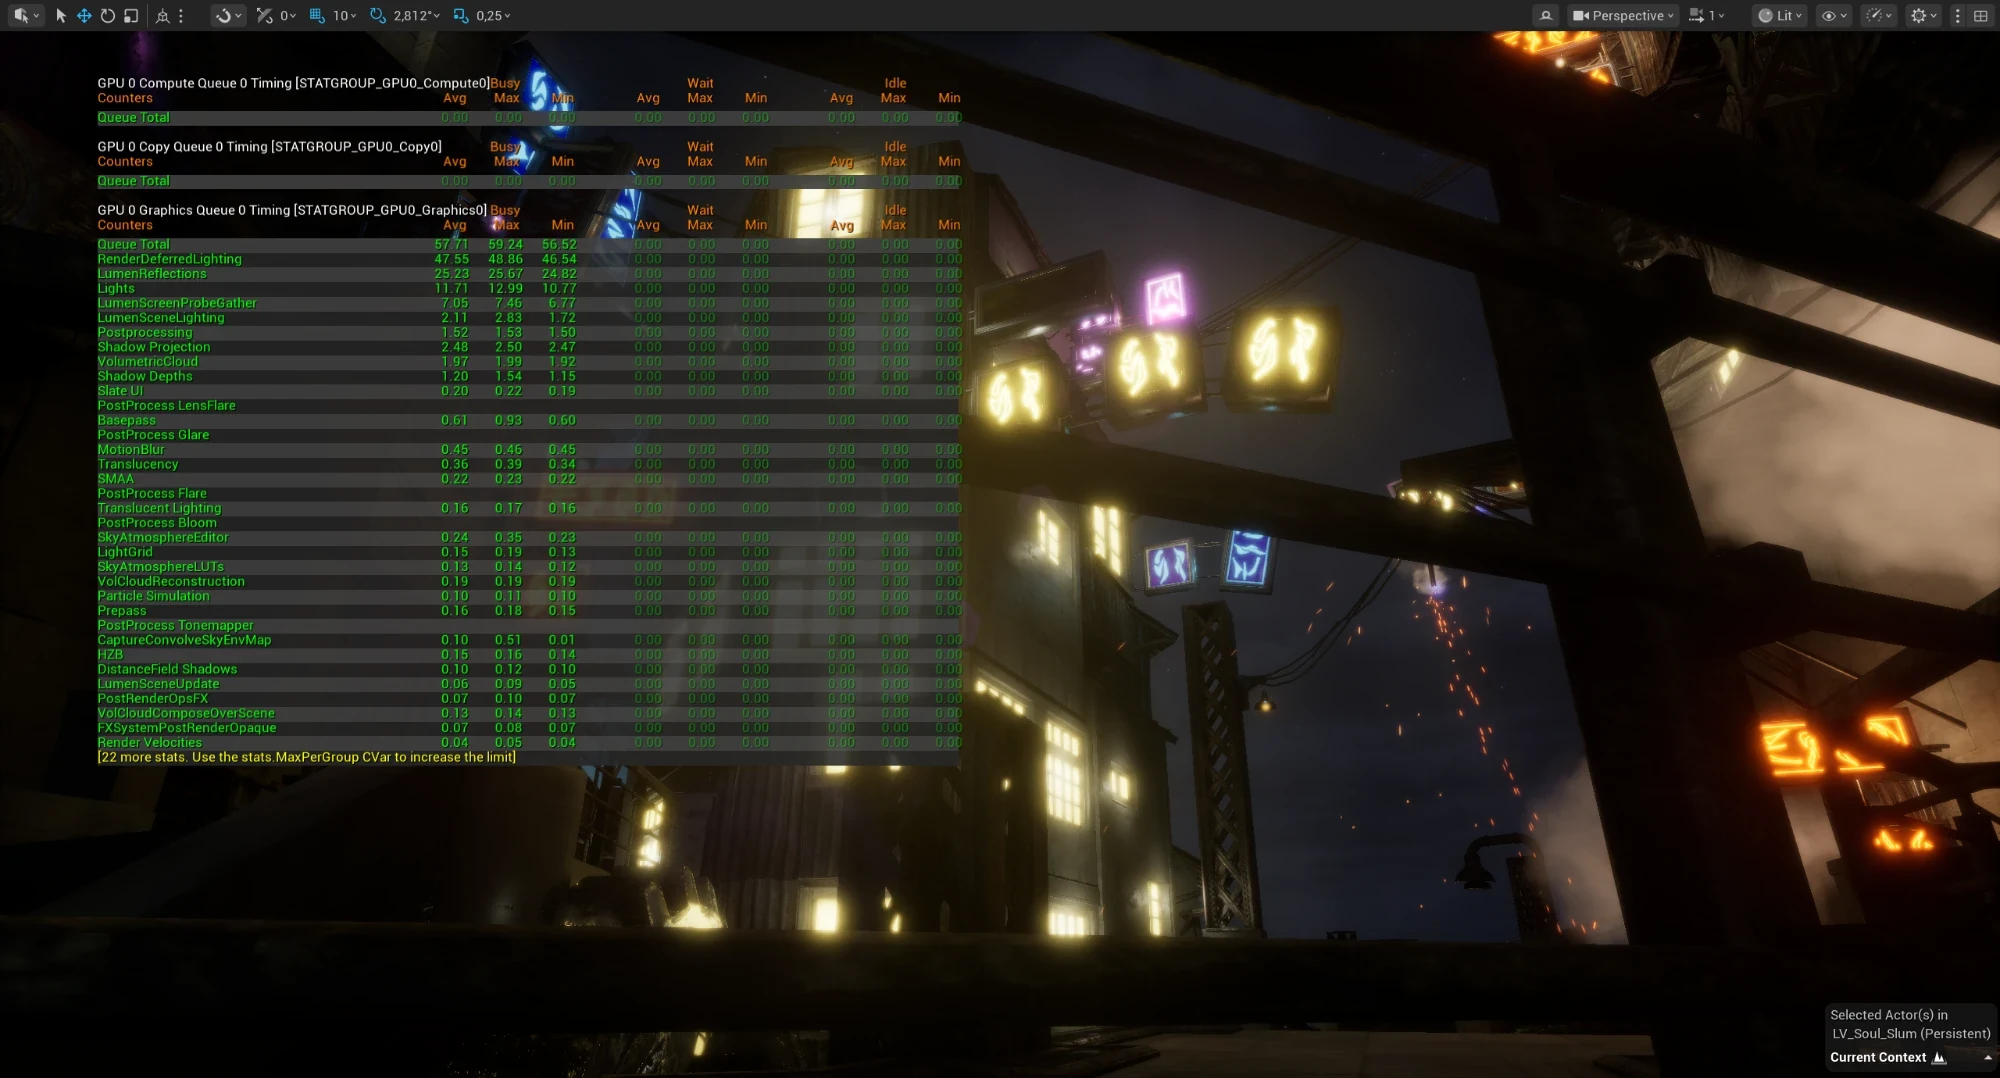 0 10 2,812° 0,25 Perspective 1 Lit
GPU 0 Compute Queue 0 Timing [STATGROUP_GPU0_Compute0] Busy Wait Idle
Counters Avg Max Min Avg Max Min Avg Max Min
Queue Total 0.00 0.00 0.00 0.00 0.00 0.00 0.00 0.00 0.00
GPU 0 Copy Queue 0 Timing [STATGROUP_GPU0_Copy0] Busy Wait Idle
Counters Avg Max Min Avg Max Min Avg Max Min
Queue Total 0.00 0.00 0.00 0.00 0.00 0.00 0.00 0.00 0.00
GPU 0 Graphics Queue 0 Timing [STATGROUP_GPU0_Graphics0] Busy Wait Idle
Counters Avg Max Min Avg Max Min Avg Max Min
Queue Total 57.71 59.24 56.52 0.00 0.00 0.00 0.00 0.00 0.00
RenderDeferredLighting 47.55 48.86 46.54 0.00 0.00 0.00 0.00 0.00 0.00
LumenReflections 25.23 25.67 24.82 0.00 0.00 0.00 0.00 0.00 0.00
Lights 11.71 12.99 10.77 0.00 0.00 0.00 0.00 0.00 0.00
LumenScreenProbeGather 7.05 7.46 6.77 0.00 0.00 0.00 0.00 0.00 0.00
LumenSceneLighting 2.11 2.83 1.72 0.00 0.00 0.00 0.00 0.00 0.00
Postprocessing 1.52 1.53 1.50 0.00 0.00 0.00 0.00 0.00 0.00
Shadow Projection 2.48 2.50 2.47 0.00 0.00 0.00 0.00 0.00 0.00
VolumetricCloud 1.97 1.99 1.92 0.00 0.00 0.00 0.00 0.00 0.00
Shadow Depths 1.20 1.54 1.15 0.00 0.00 0.00 0.00 0.00 0.00
Slate UI 0.20 0.22 0.19 0.00 0.00 0.00 0.00 0.00 0.00
PostProcess LensFlare
Basepass 0.61 0.93 0.60 0.00 0.00 0.00 0.00 0.00 0.00
PostProcess Glare
MotionBlur 0.45 0.46 0.45 0.00 0.00 0.00 0.00 0.00 0.00
Translucency 0.36 0.39 0.34 0.00 0.00 0.00 0.00 0.00 0.00
SMAA 0.22 0.23 0.22 0.00 0.00 0.00 0.00 0.00 0.00
PostProcess Flare
Translucent Lighting 0.16 0.17 0.16 0.00 0.00 0.00 0.00 0.00 0.00
PostProcess Bloom
SkyAtmosphereEditor 0.24 0.35 0.23 0.00 0.00 0.00 0.00 0.00 0.00
LightGrid 0.15 0.19 0.13 0.00 0.00 0.00 0.00 0.00 0.00
SkyAtmosphereLUTs 0.13 0.14 0.12 0.00 0.00 0.00 0.00 0.00 0.00
VolCloudReconstruction 0.19 0.19 0.19 0.00 0.00 0.00 0.00 0.00 0.00
Particle Simulation 0.10 0.11 0.10 0.00 0.00 0.00 0.00 0.00 0.00
Prepass 0.16 0.18 0.15 0.00 0.00 0.00 0.00 0.00 0.00
PostProcess Tonemapper
CaptureConvolveSkyEnvMap 0.10 0.51 0.01 0.00 0.00 0.00 0.00 0.00 0.00
HZB 0.15 0.16 0.14 0.00 0.00 0.00 0.00 0.00 0.00
DistanceField Shadows 0.10 0.12 0.10 0.00 0.00 0.00 0.00 0.00 0.00
LumenSceneUpdate 0.06 0.09 0.05 0.00 0.00 0.00 0.00 0.00 0.00
PostRenderOpsFX 0.07 0.10 0.07 0.00 0.00 0.00 0.00 0.00 0.00
VolCloudComposeOverScene 0.13 0.14 0.13 0.00 0.00 0.00 0.00 0.00 0.00
FXSystemPostRenderOpaque 0.07 0.08 0.07 0.00 0.00 0.00 0.00 0.00 0.00
Render Velocities 0.04 0.05 0.04 0.00 0.00 0.00 0.00 0.00 0.00
[22 more stats. Use the stats.MaxPerGroup CVar to increase the limit]
Selected Actor(s) in
LV_Soul_Slum (Persistent)
Current Context